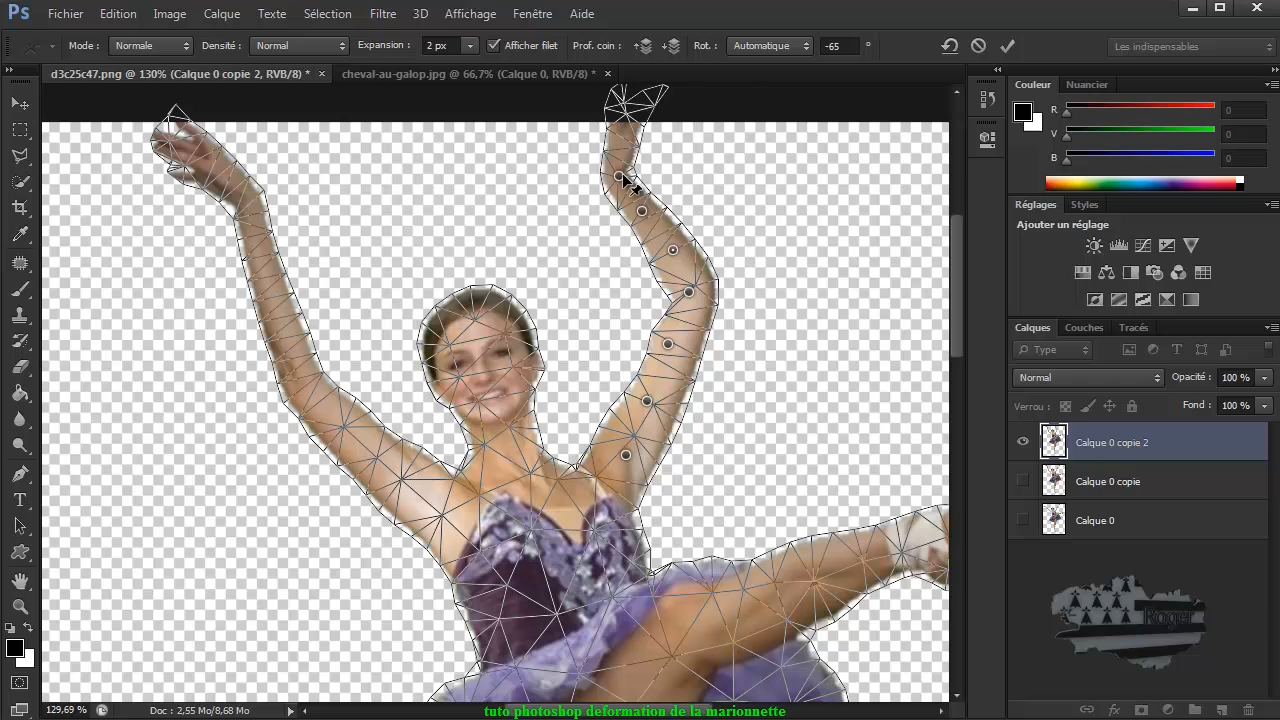 Ps Fichier Edition Image Calque Texte Sélection Filtre 3D Affichage Fenêtre Aide
Mode : Normale Densité : Normal Expansion : 2 px Afficher filet Prof. coin : Rot. : Automatique -65 °
Les indispensables
d3c25c47.png @ 130% (Calque 0 copie 2, RVB/8) * × cheval-au-galop.jpg @ 66,7% (Calque 0, RVB/8) * ×
Couleur Nuancier
R 0
V 0
B 0
Réglages Styles
Ajouter un réglage
Calques Couches Tracés
Type
Normal Opacité : 100 %
Verrou : Fond : 100 %
Calque 0 copie 2
Calque 0 copie
Calque 0
Roger
129,69 % Doc : 2,55 Mo/8,68 Mo
tuto photoshop deformation de la marionnette